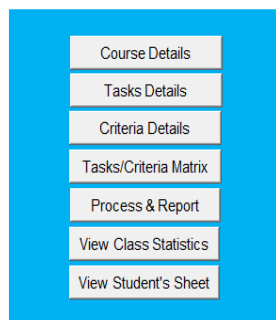 Course Details
Tasks Details
Criteria Details
Tasks/Criteria Matrix
Process & Report
View Class Statistics
View Student's Sheet